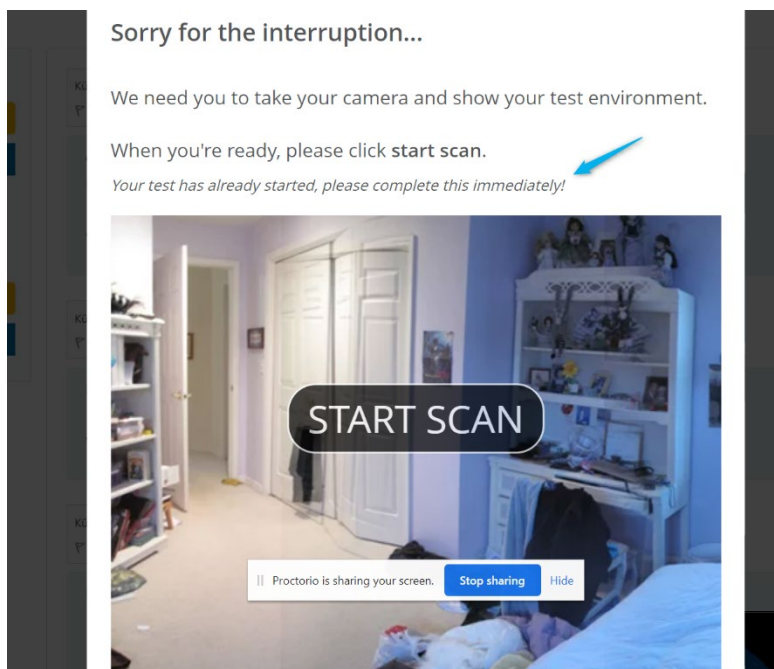 Sorry for the interruption...
We need you to take your camera and show your test environment.
When you're ready, please click start scan.
Your test has already started, please complete this immediately!
START SCAN
|| Proctorio is sharing your screen. Stop sharing Hide